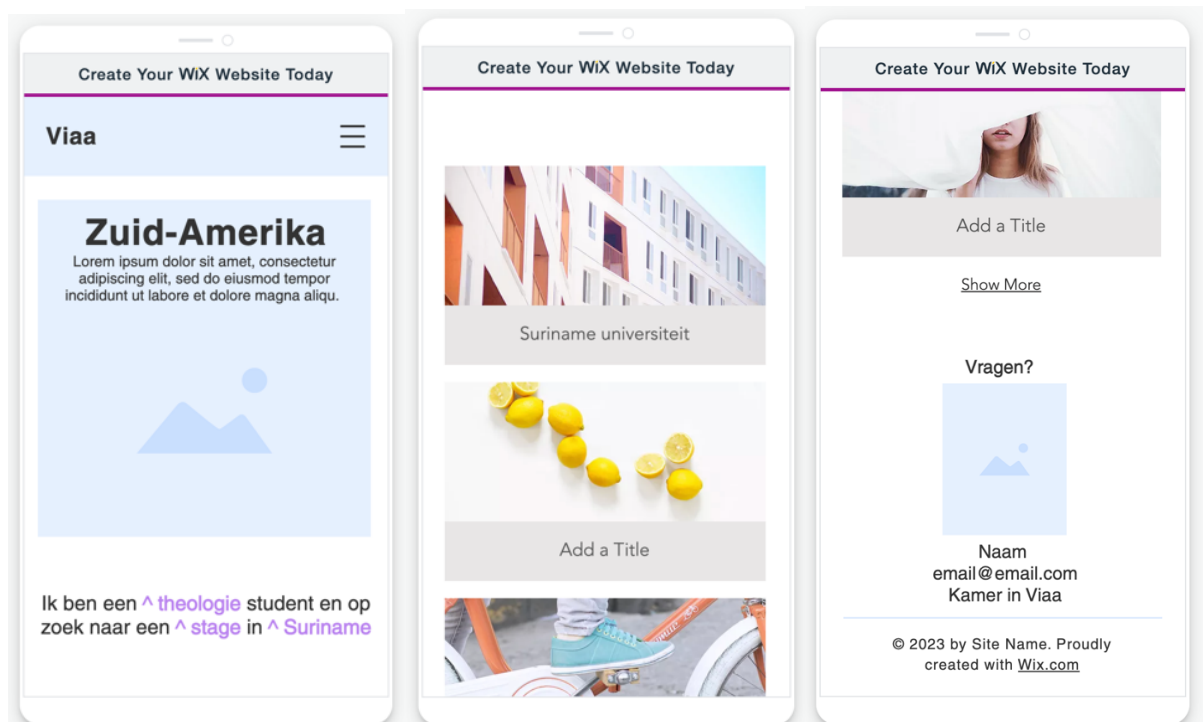 Create Your WiX Website Today
Viaa
Zuid-Amerika
Lorem ipsum dolor sit amet, consectetur
adipiscing elit, sed do eiusmod tempor
incididunt ut labore et dolore magna aliqu.
Ik ben een ^ theologie student en op
zoek naar een ^ stage in ^ Suriname
Create Your WiX Website Today
Suriname universiteit
Add a Title
Create Your WiX Website Today
Add a Title
Show More
Vragen?
Naam
email@email.com
Kamer in Viaa
© 2023 by Site Name. Proudly
created with Wix.com